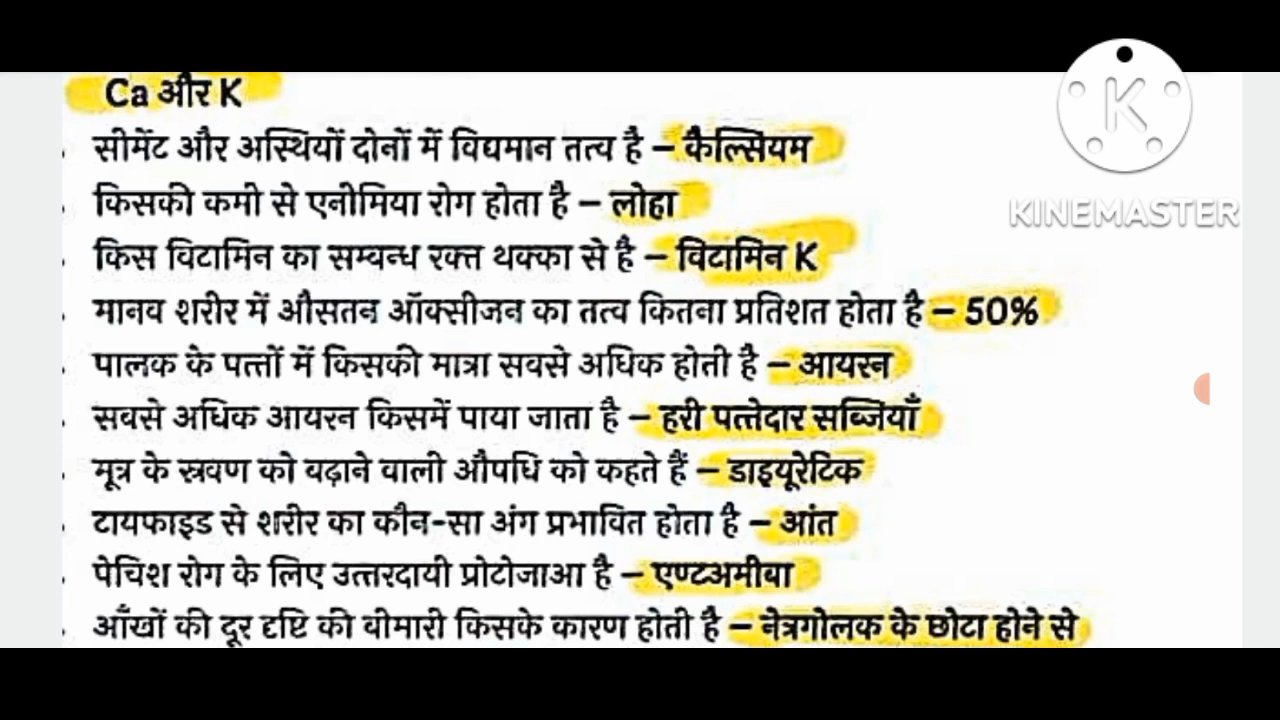 Ca और K
सीमेंट और अस्थियों दोनों में विद्यमान तत्व है – कैल्सियम
किसकी कमी से एनीमिया रोग होता है – लोहा
किस विटामिन का सम्बन्ध रक्त थक्का से है – विटामिन K
मानव शरीर में औसतन ऑक्सीजन का तत्व कितना प्रतिशत होता है – 50%
पालक के पत्तों में किसकी मात्रा सबसे अधिक होती है – आयरन
सबसे अधिक आयरन किसमें पाया जाता है – हरी पत्तेदार सब्जियाँ
मूत्र के स्रवण को बढ़ाने वाली औषधि को कहते हैं – डाइयूरेटिक
टायफाइड से शरीर का कौन-सा अंग प्रभावित होता है – आंत
पेचिश रोग के लिए उत्तरदायी प्रोटोजाआ है – एण्टअमीबा
आँखों की दूर दृष्टि की बीमारी किसके कारण होती है – नेत्रगोलक के छोटा होने से
K
KINEMASTER